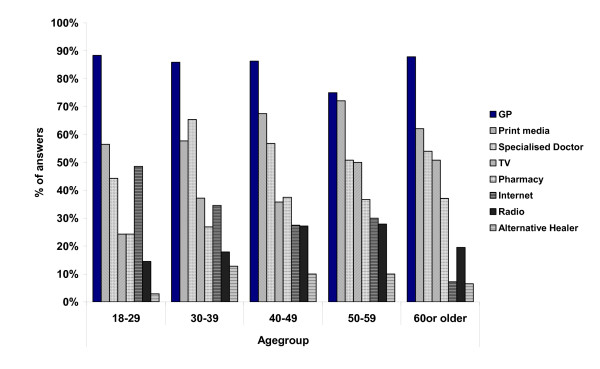 100%
90%
80%
70%
60%
50%
40%
30%
20%
10%
0%
% of answers
18-29 30-39 40-49 50-59 60or older
Agegroup
GP
Print media
Specialised Doctor
TV
Pharmacy
Internet
Radio
Alternative Healer